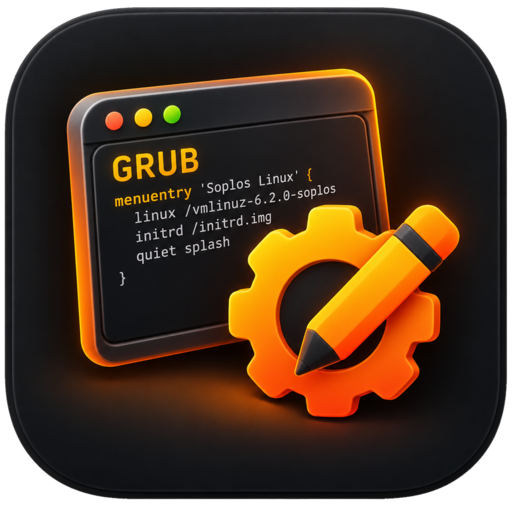 GRUB
menuentry 'Soplos Linux' {
linux /vmlinuz-6.2.0-soplos
initrd /initrd.img
quiet splash
}